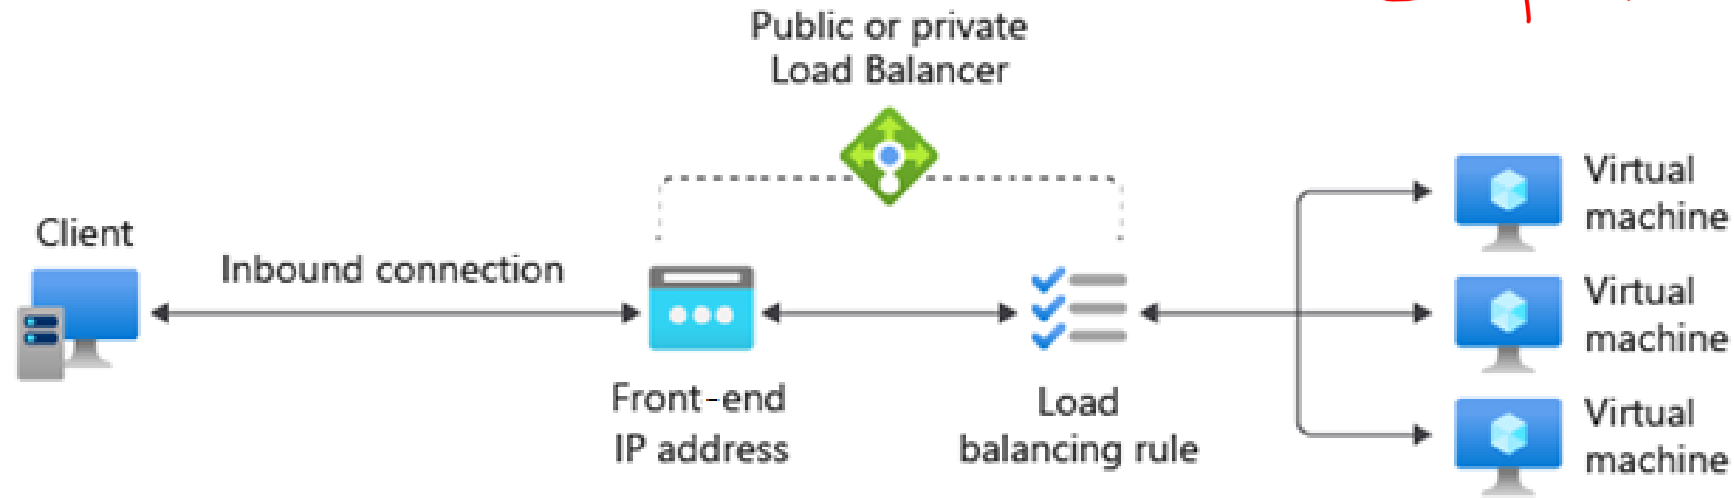 Public or private
Load Balancer
Client
Inbound connection
Front-end
IP address
Load
balancing rule
Virtual
machine
Virtual
machine
Virtual
machine